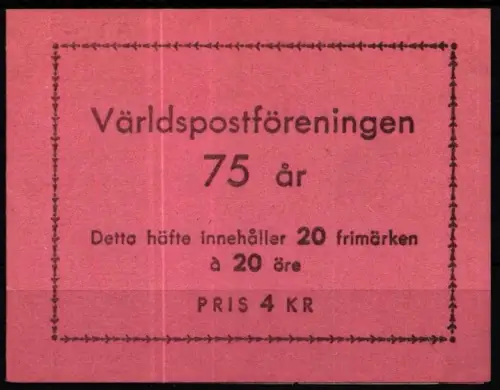 Världspostföreningen
75 år
Detta häfte innehåller 20 frimärken
à 20 öre
PRIS 4 KR